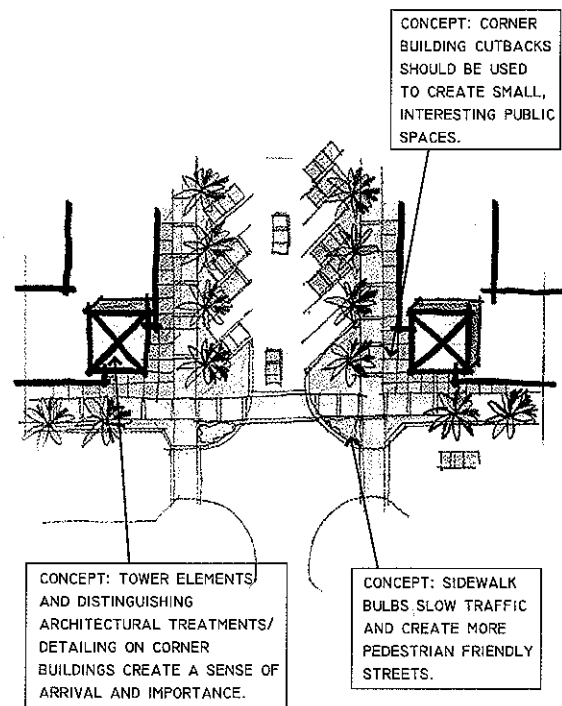 CONCEPT: CORNER
BUILDING CUTBACKS
SHOULD BE USED
TO CREATE SMALL,
INTERESTING PUBLIC
SPACES.
CONCEPT: TOWER ELEMENTS
AND DISTINGUISHING
ARCHITECTURAL TREATMENTS/
DETAILING ON CORNER
BUILDINGS CREATE A SENSE OF
ARRIVAL AND IMPORTANCE.
CONCEPT: SIDEWALK
BULBS SLOW TRAFFIC
AND CREATE MORE
PEDESTRIAN FRIENDLY
STREETS.